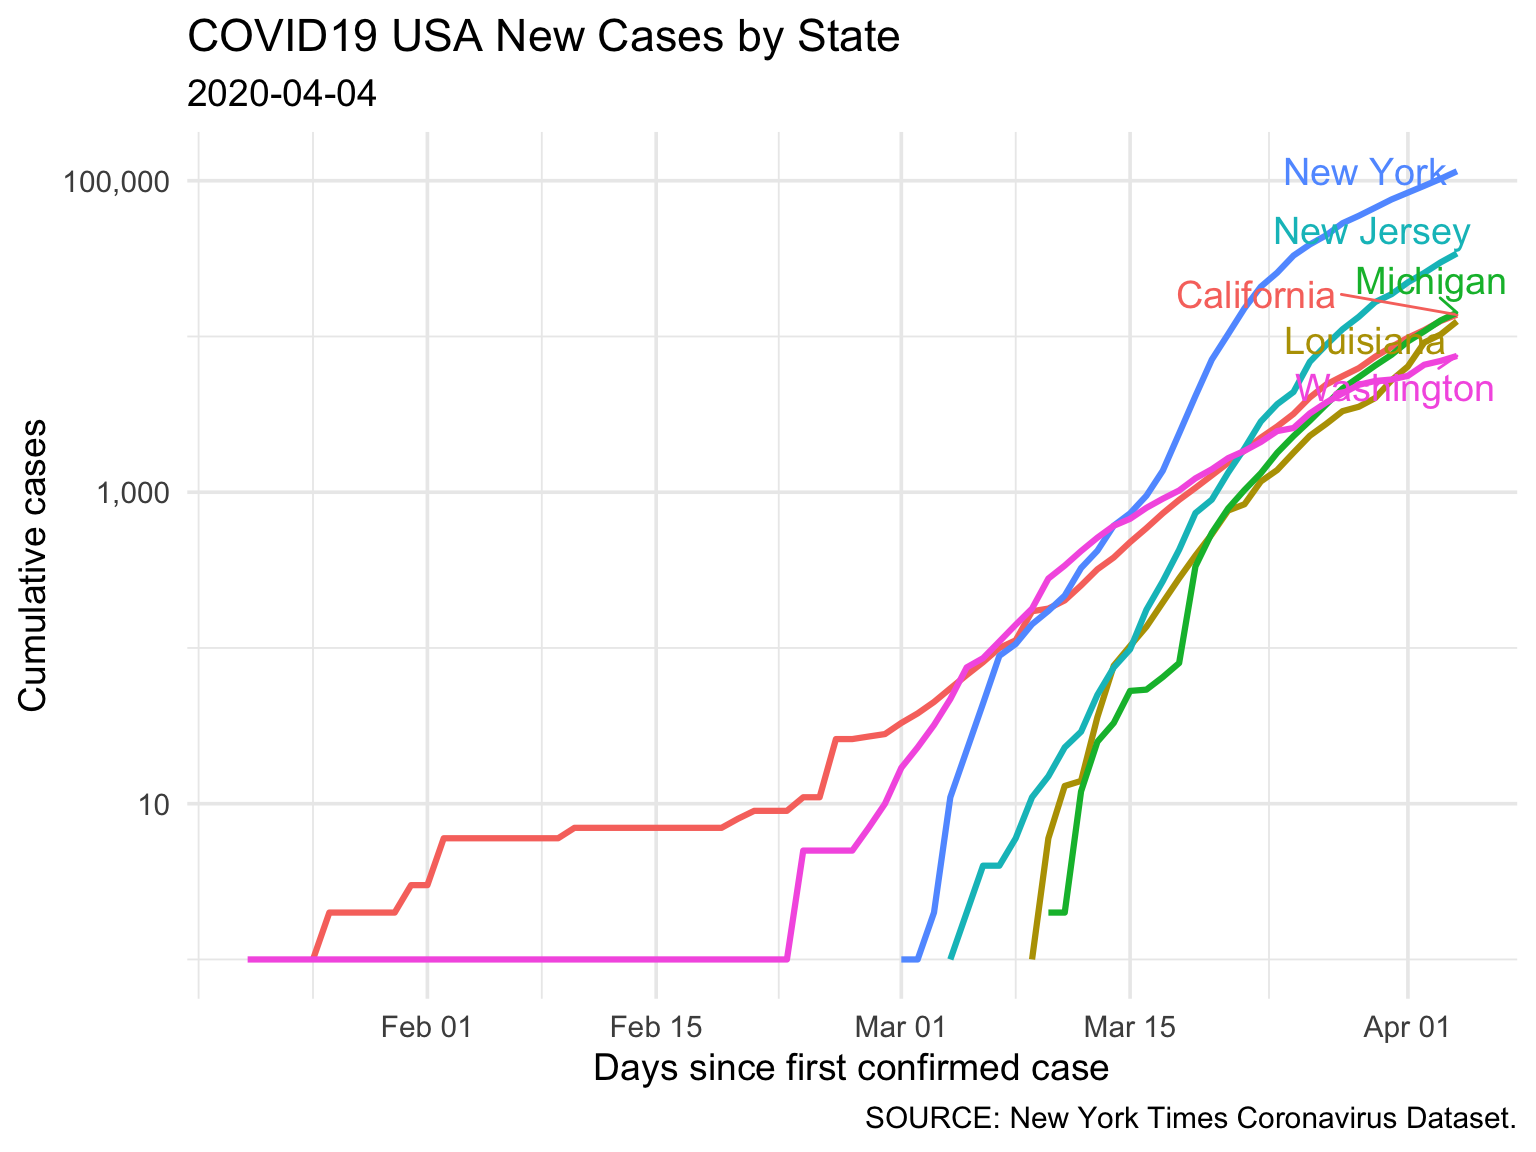 COVID19 USA New Cases by State
2020-04-04
100,000
1,000
10
Cumulative cases
New York
New Jersey
Michigan
California
Louisiana
Washington
Feb 01
Feb 15
Mar 01
Mar 15
Apr 01
Days since first confirmed case
SOURCE: New York Times Coronavirus Dataset.